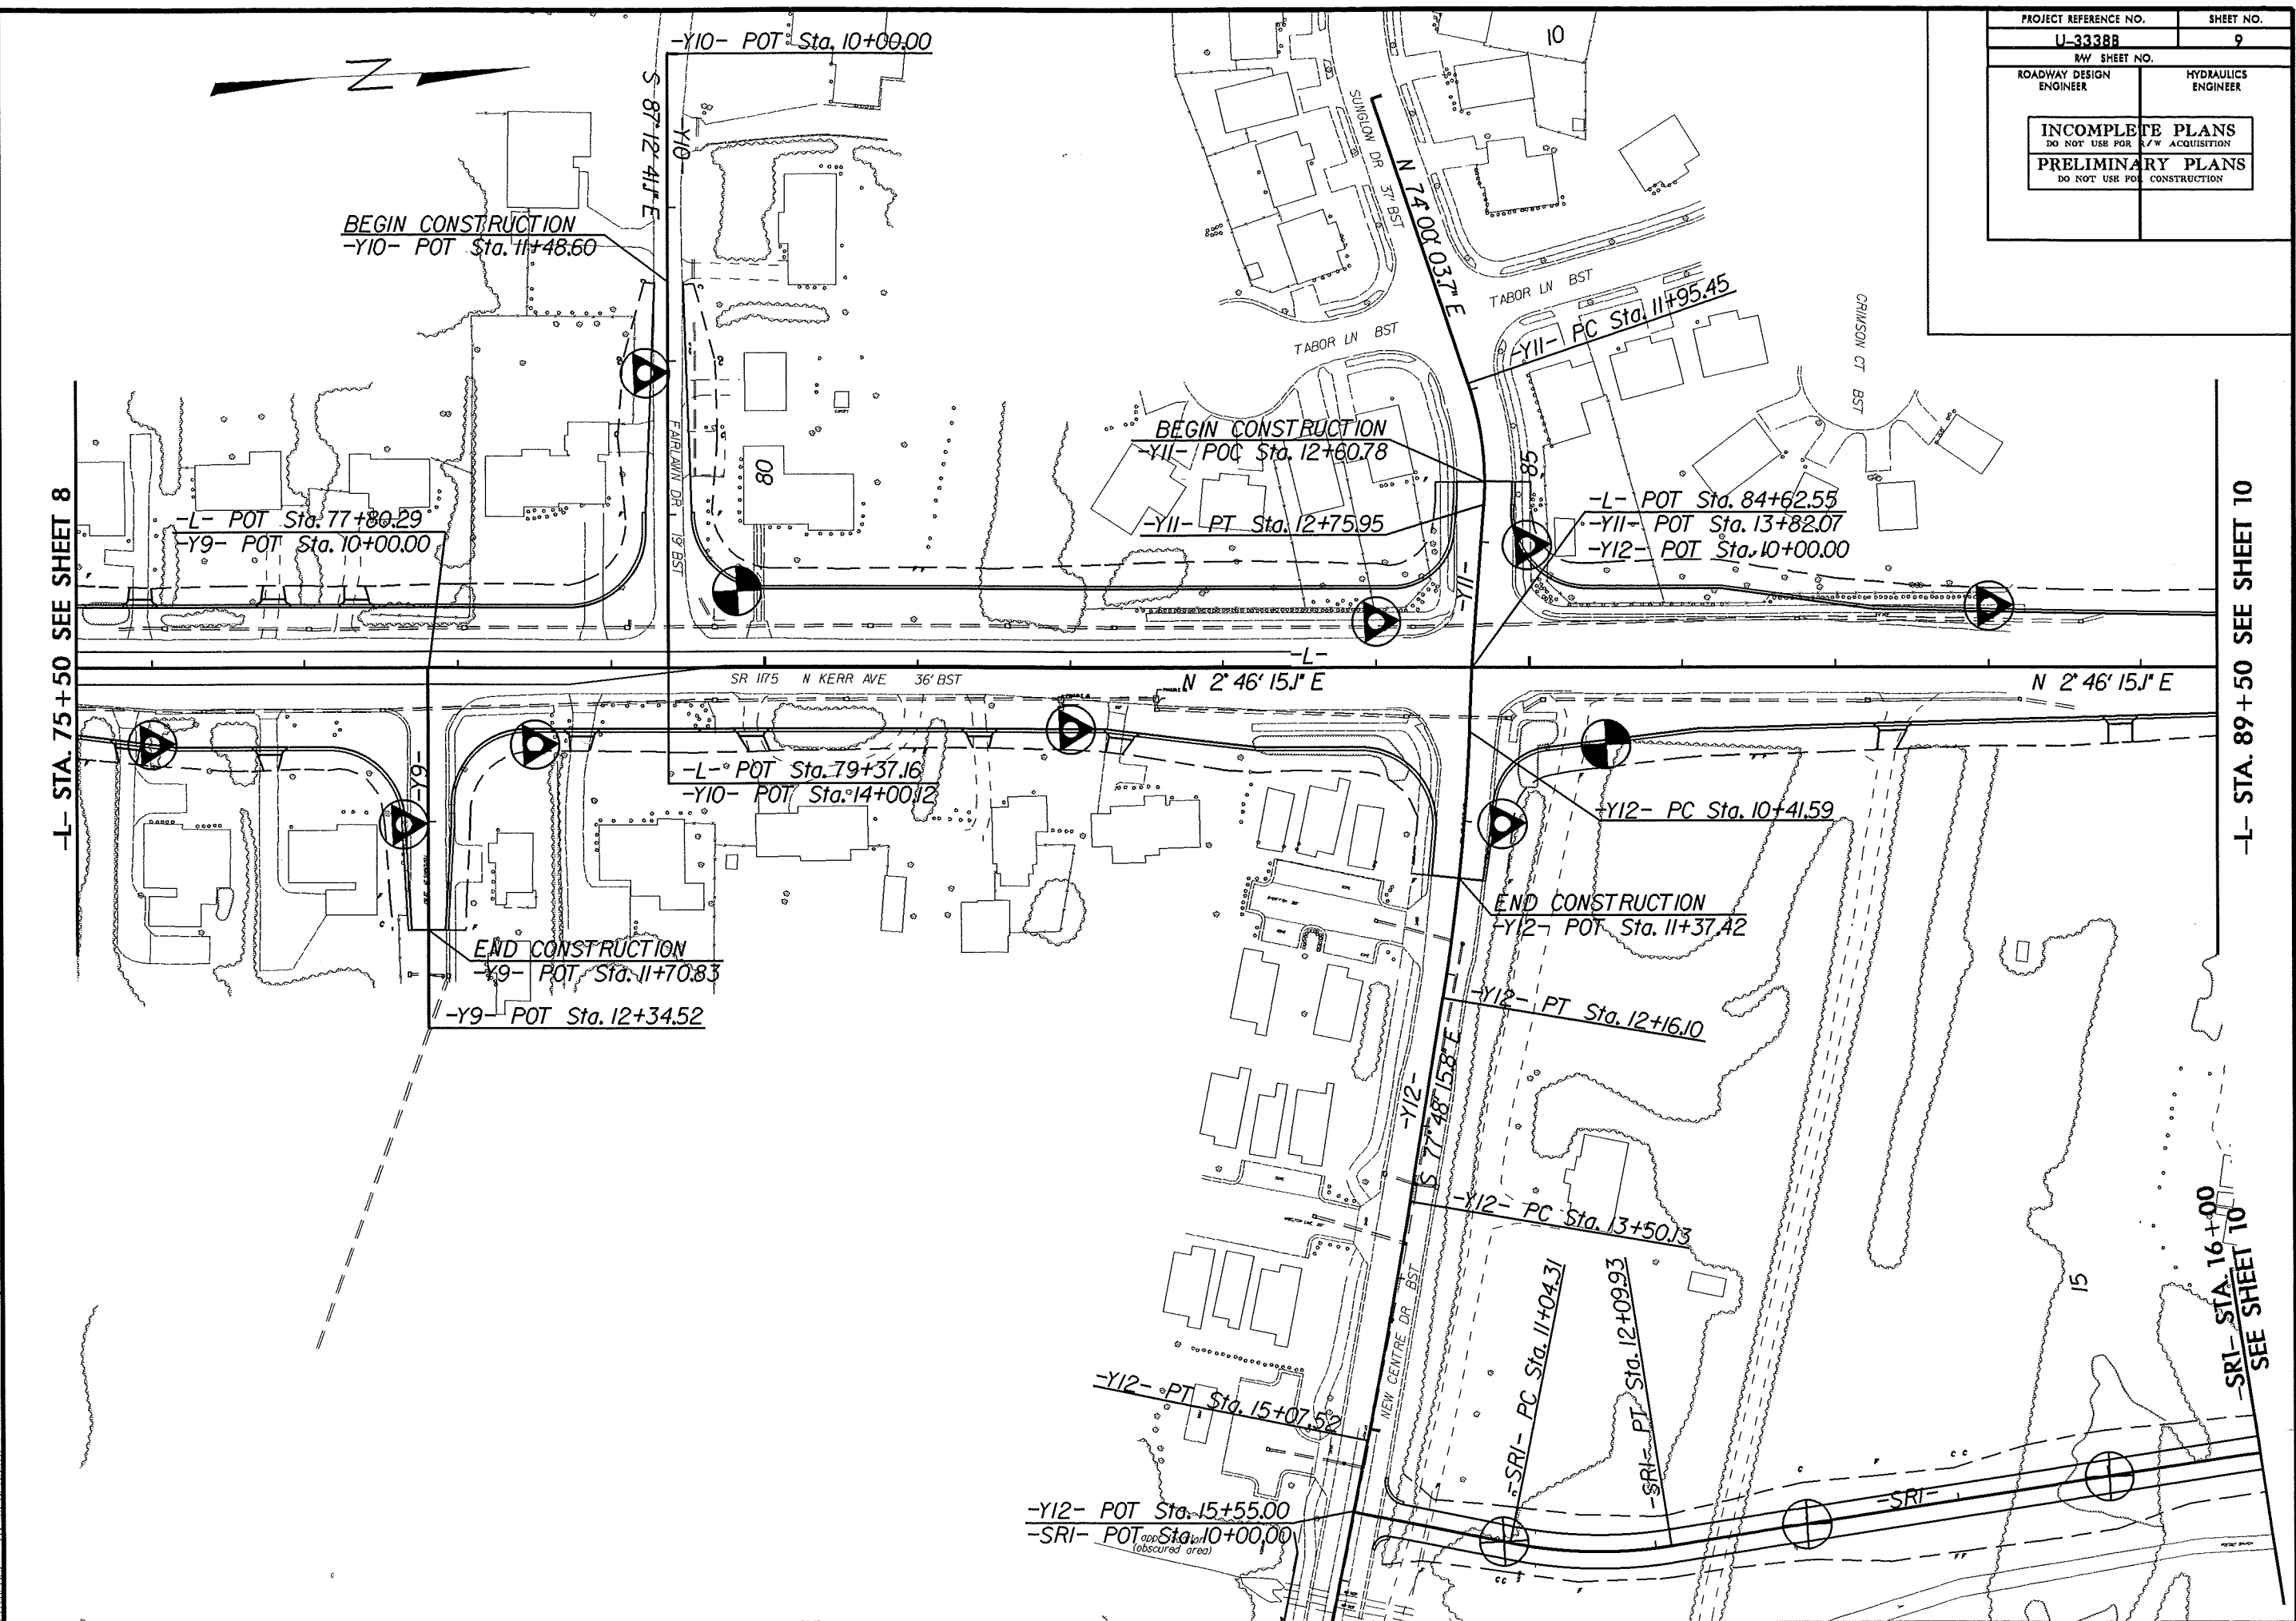 PROJECT REFERENCE NO.
SHEET NO.
U-3338B
9
RW SHEET NO.
ROADWAY DESIGN
ENGINEER
HYDRAULICS
ENGINEER
INCOMPLETE PLANS
DO NOT USE FOR R/W ACQUISITION
PRELIMINARY PLANS
DO NOT USE FOR CONSTRUCTION
N
-Y10- POT Sta. 10+00.00
S 87° 12' 41.1" E
-Y10-
10
SUNGLOW DR 37' BST
N 74° 00' 03.7" E
BEGIN CONSTRUCTION
-Y10- POT Sta. 11+48.60
TABOR LN BST
-Y11- PC Sta. 11+95.45
TABOR LN BST
CRIMSON CT BST
FAIRLAWN DR 19' BST
80
BEGIN CONSTRUCTION
-Y11- POC Sta. 12+60.78
85
-L- POT Sta. 77+80.29
-Y9- POT Sta. 10+00.00
-Y11- PT Sta. 12+75.95
-L- POT Sta. 84+62.55
-Y11- POT Sta. 13+82.07
-Y12- POT Sta. 10+00.00
-L- STA. 75+50 SEE SHEET 8
-L- STA. 89+50 SEE SHEET 10
-Y11-
-L-
SR 1175 N KERR AVE 36' BST
N 2° 46' 15.1" E
N 2° 46' 15.1" E
-Y9-
-L- POT Sta. 79+37.16
-Y10- POT Sta. 14+00.12
-Y12- PC Sta. 10+41.59
END CONSTRUCTION
-Y12- POT Sta. 11+37.42
END CONSTRUCTION
-Y9- POT Sta. 11+70.83
-Y9- POT Sta. 12+34.52
-Y12- PT Sta. 12+16.10
-Y12-
S 77° 48' 15.8" E
-Y12- PC Sta. 13+50.13
NEW CENTRE DR BST
-SR1- PC Sta. 11+04.31
-SR1- PT Sta. 12+09.93
15
-SR1- STA. 16+00
SEE SHEET 10
-Y12- PT Sta. 15+07.52
-SR1-
-Y12- POT Sta. 15+55.00
-SR1- POT Sta. 10+00.00
(obscured area)